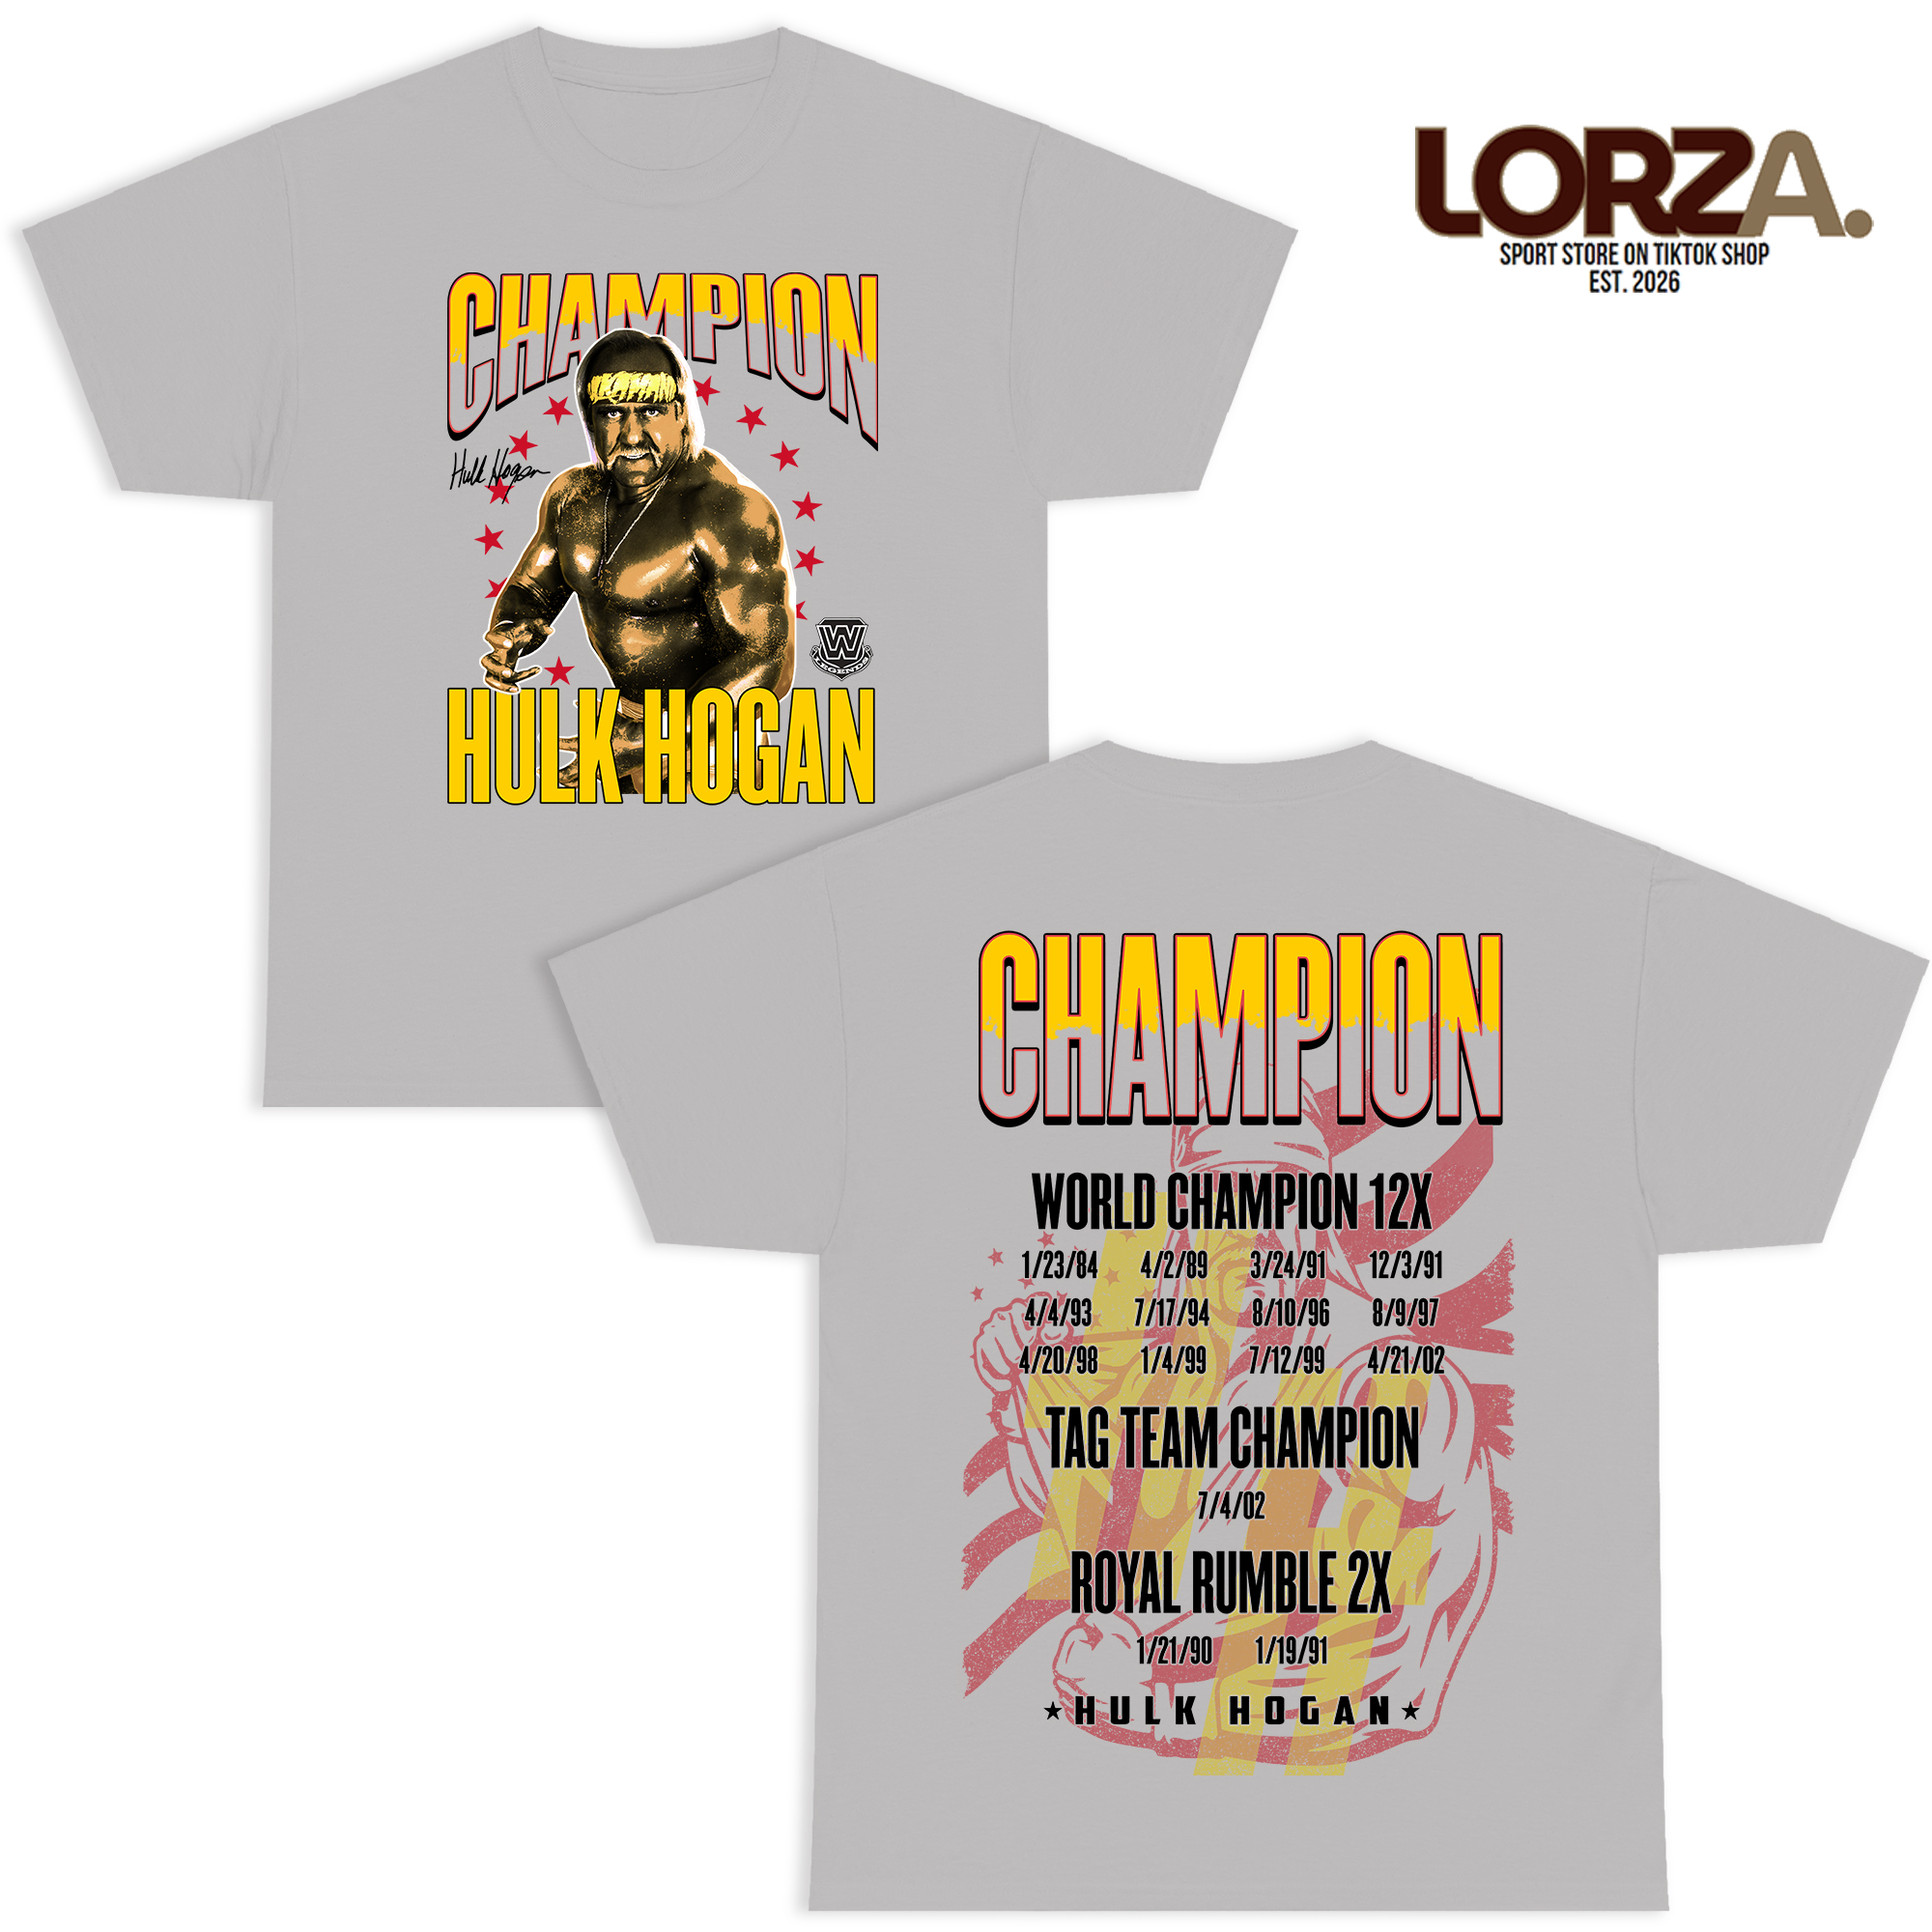 LORZA.
SPORT STORE ON TIKTOK SHOP
EST. 2026
CHAMPION
Hulk Hogan
W
LEGENDS
HULK HOGAN
CHAMPION
WORLD CHAMPION 12X
1/23/84 4/2/89 3/24/91 12/3/91
4/4/93 7/17/94 8/10/96 8/9/97
4/20/98 1/4/99 7/12/99 4/21/02
TAG TEAM CHAMPION
7/4/02
ROYAL RUMBLE 2X
1/21/90 1/19/91
HULK HOGAN